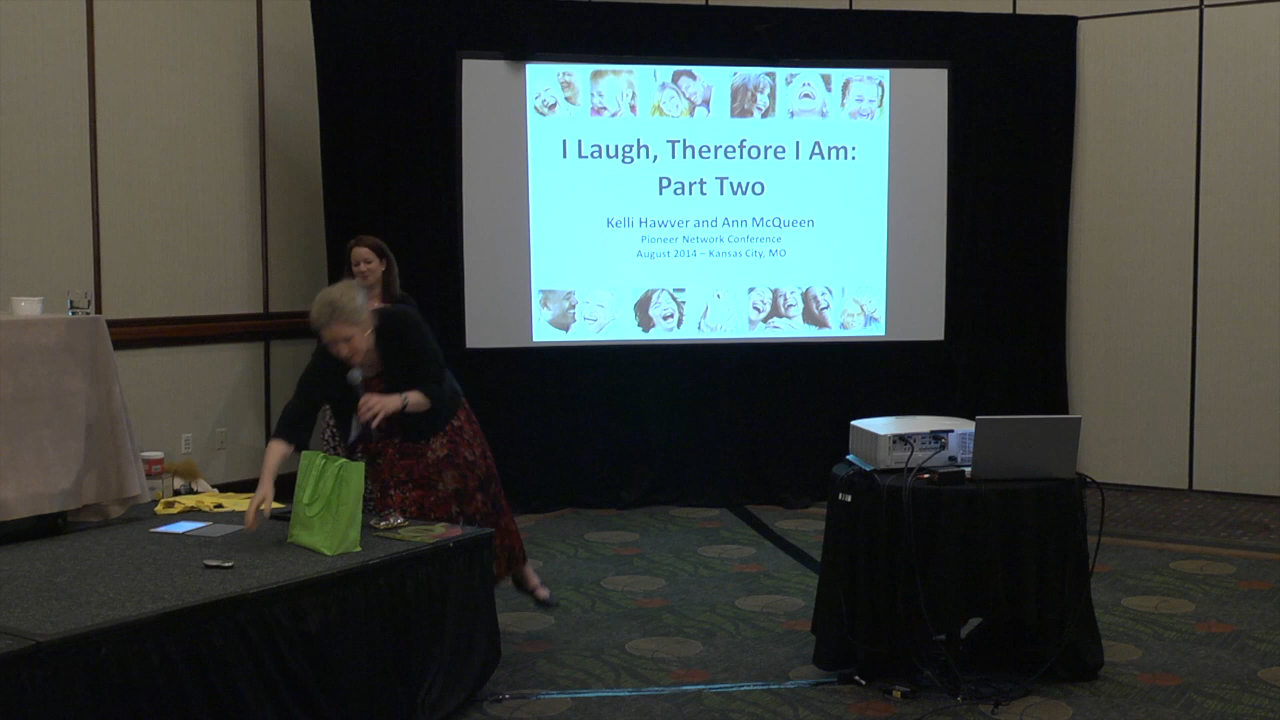 I Laugh, Therefore I Am:
Part Two
Kelli Hawver and Ann McQueen
Pioneer Network Conference
August 2014 – Kansas City, MO